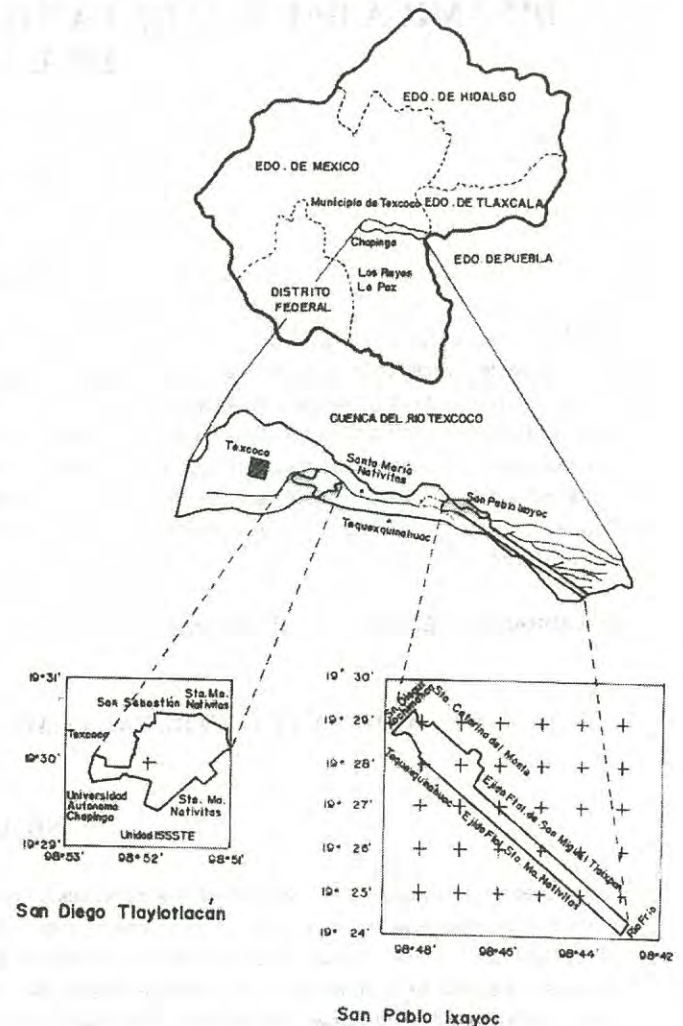 EDO. DE HIDALGO
EDO. DE MEXICO
Municipio de Texcoco
EDO. DE TLAXCALA
Chapingo
EDO. DE PUEBLA
Los Reyes
La Paz
DISTRITO
FEDERAL
CUENCA DEL RIO TEXCOCO
Texcoco
Santa María
Nativitas
San Pablo Ixayoc
Tequexquinahuac
19°31'
San Sebastián
Sta. Ma.
Nativitas
Texcoco
19°30'
Universidad
Autonoma
Chapingo
Sta. Ma.
Nativitas
Unidad ISSSTE
19°29'
98°53'
98°52'
98°51'
San Diego Tlaylotlacán
19° 30'
19° 29'
19° 28'
19° 27'
19° 26'
19° 25'
19° 24'
Sta. Catarina del Monte
Ejido Ftal. de San Miguel Tlaixpan
Tequexquinahuac
Ejido Ftal. Sta. Ma. Nativitas
Rio Frio
98°48'
98°44'
98°42'
San Pablo Ixayoc